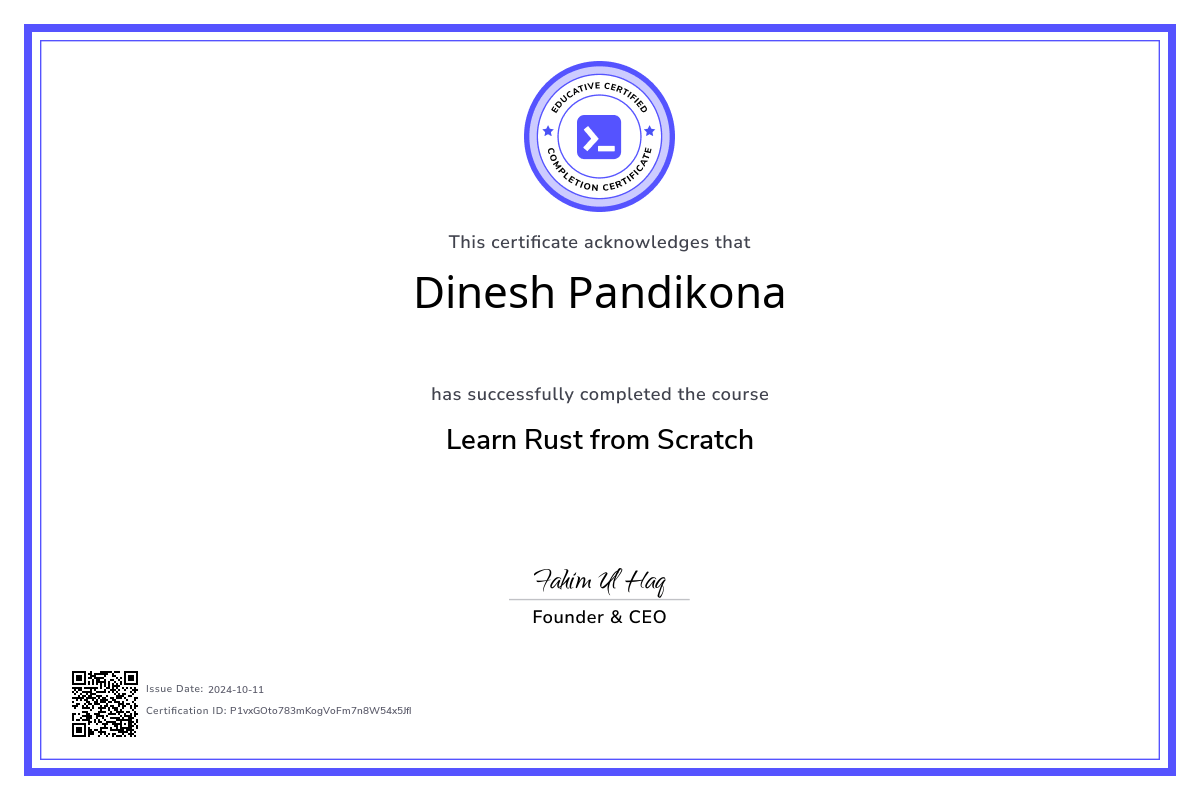 EDUCATIVE CERTIFIED
COMPLETION CERTIFICATE
This certificate acknowledges that
Dinesh Pandikona
has successfully completed the course
Learn Rust from Scratch
Fahim Ul Haq
Founder & CEO
Issue Date: 2024-10-11
Certification ID: P1vxGOto783mKogVoFm7n8W54x5Jfl